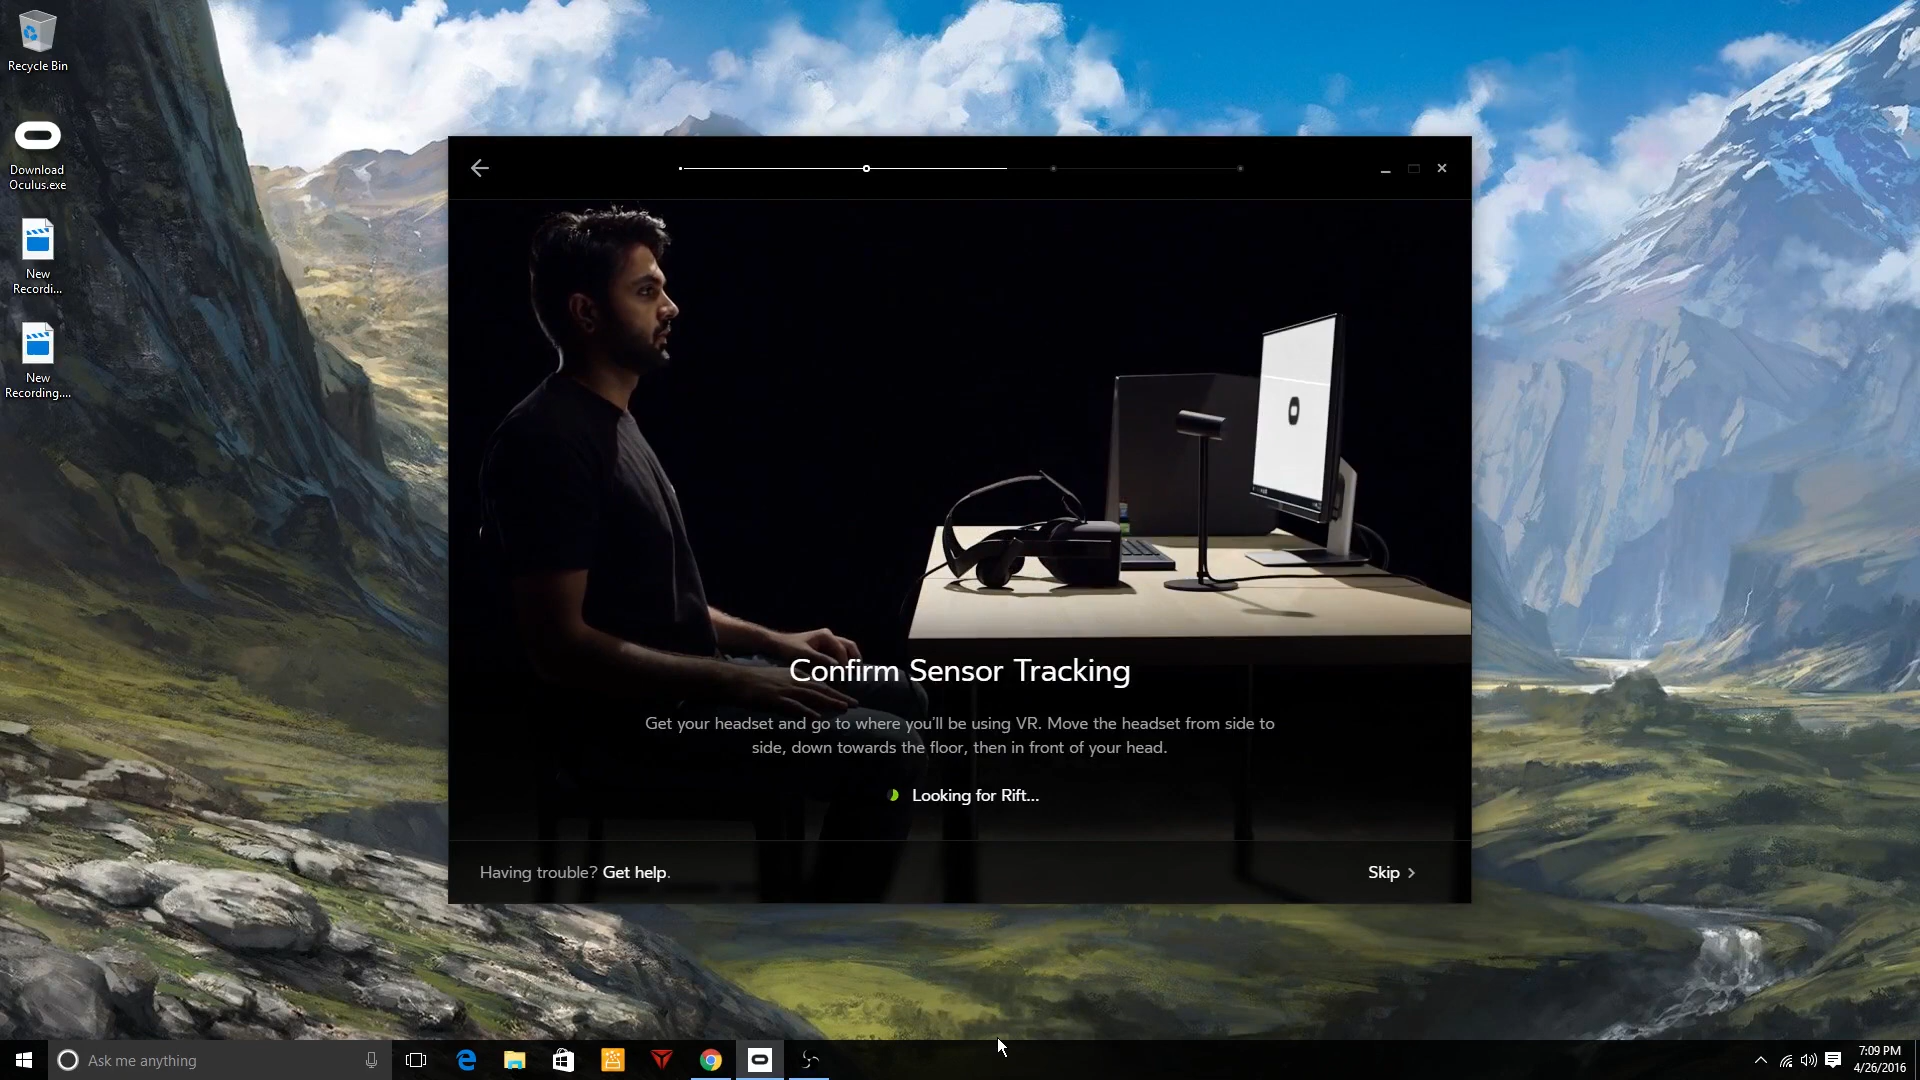 Recycle Bin
Download
Oculus.exe
New
Recordi...
New
Recording....
Confirm Sensor Tracking
Get your headset and go to where you'll be using VR. Move the headset from side to
side, down towards the floor, then in front of your head.
Looking for Rift...
Having trouble? Get help.
Skip
Ask me anything
7:09 PM
4/26/2016